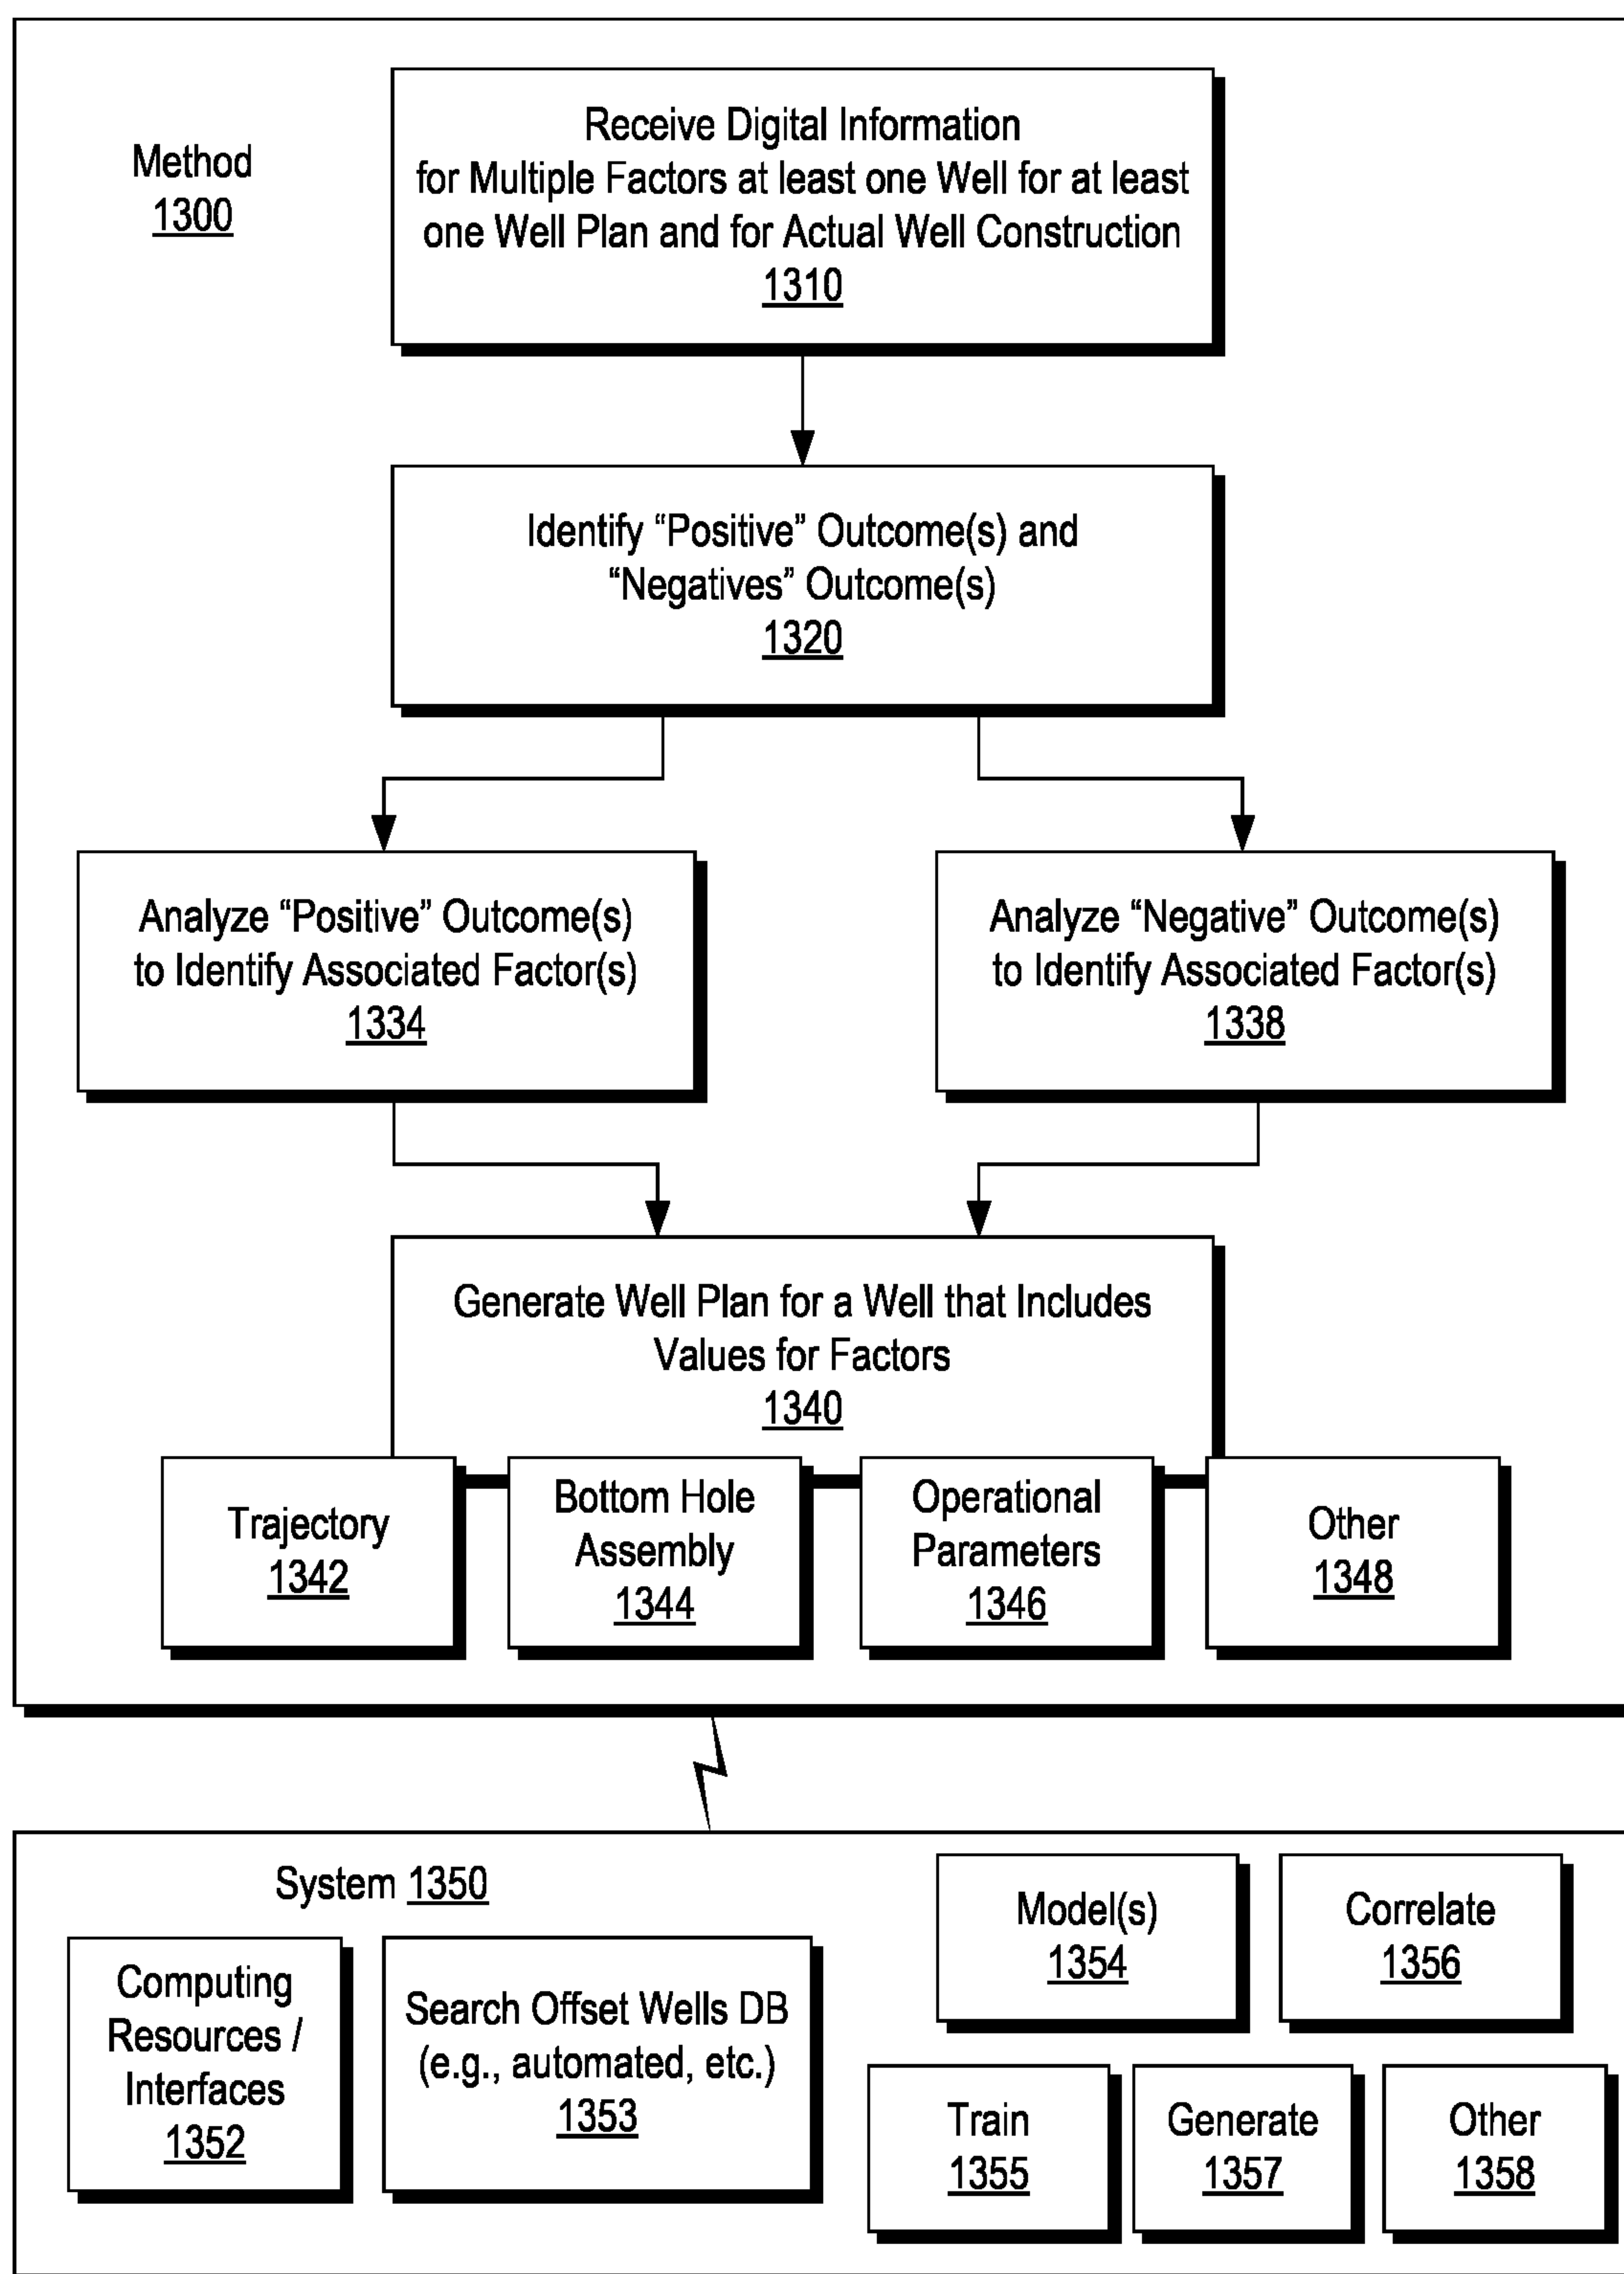 Method
1300
Receive Digital Information
for Multiple Factors at least one Well for at least
one Well Plan and for Actual Well Construction
1310
Identify “Positive” Outcome(s) and
“Negatives” Outcome(s)
1320
Analyze “Positive” Outcome(s)
to Identify Associated Factor(s)
1334
Analyze “Negative” Outcome(s)
to Identify Associated Factor(s)
1338
Generate Well Plan for a Well that Includes
Values for Factors
1340
Trajectory
1342
Bottom Hole
Assembly
1344
Operational
Parameters
1346
Other
1348
System 1350
Computing
Resources /
Interfaces
1352
Search Offset Wells DB
(e.g., automated, etc.)
1353
Model(s)
1354
Correlate
1356
Train
1355
Generate
1357
Other
1358